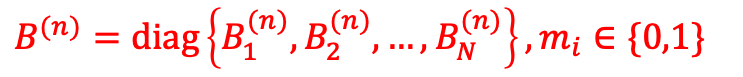 B^{(n)} = diag{B_1^{(n)}, B_2^{(n)}, …, B_N^{(n)}}, m_i ∈ {0,1}